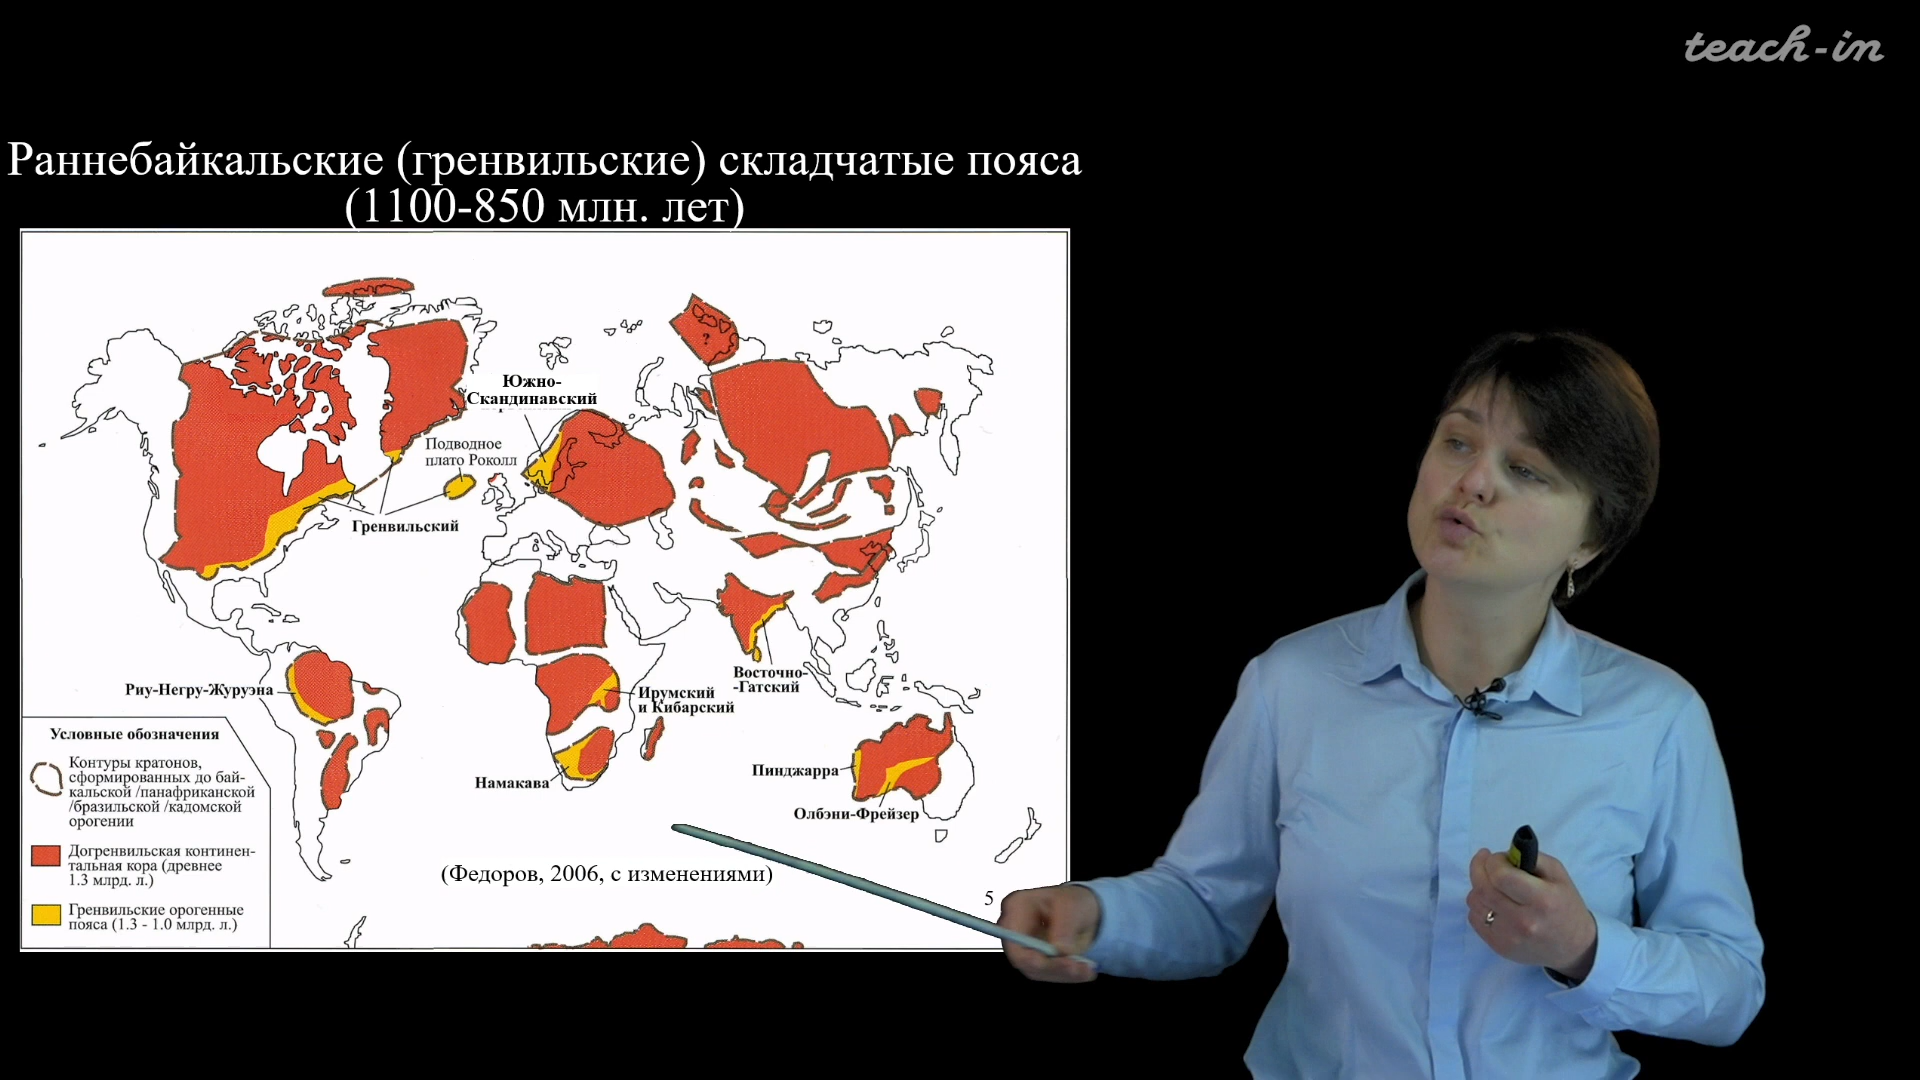 teach-in
Раннебайкальские (гренвильские) складчатые пояса
(1100-850 млн. лет)
Южно-
Скандинавский
Подводное
плато Роколл
Гренвильский
?
Риу-Негру-Журуэна
Ирумский
и Кибарский
Восточно-
-Гатский
Намакава
Пинджарра
Олбэни-Фрейзер
Условные обозначения
Контуры кратонов,
сформированных до бай-
кальской /панафриканской
/бразильской /кадомской
орогении
Догренвильская континен-
тальная кора (древнее
1.3 млрд. л.)
Гренвильские орогенные
пояса (1.3 - 1.0 млрд. л.)
(Федоров, 2006, с изменениями)
5